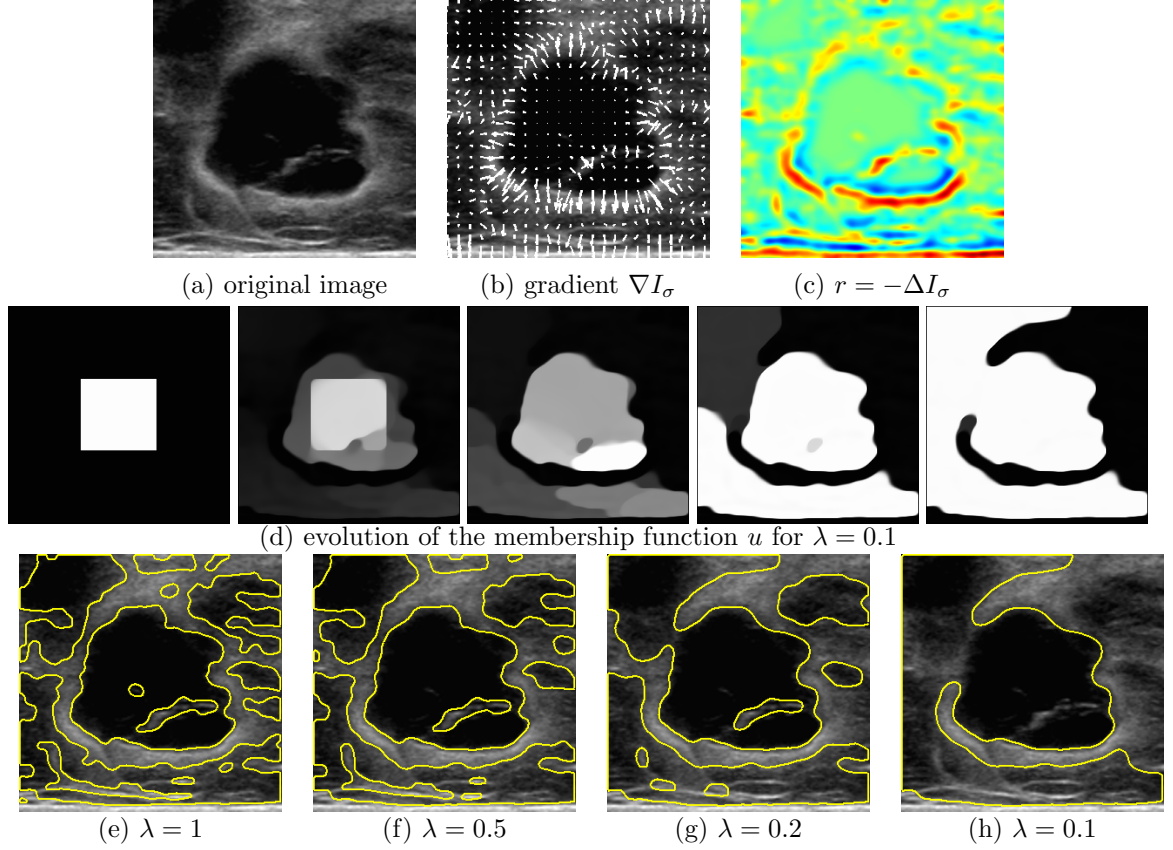 (a) original image
(b) gradient ∇I_σ
(c) r = −ΔI_σ
(d) evolution of the membership function u for λ = 0.1
(e) λ = 1
(f) λ = 0.5
(g) λ = 0.2
(h) λ = 0.1